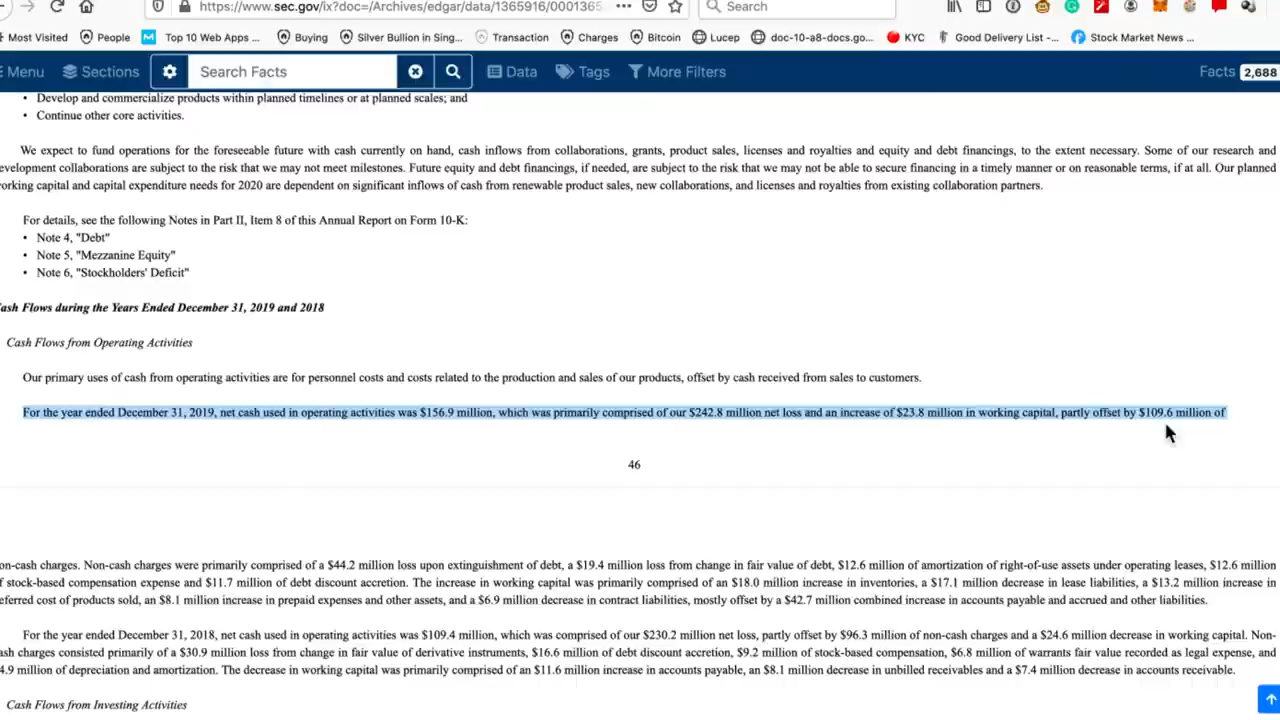 https://www.sec.gov/ix?doc=/Archives/edgar/data/1365916/0001365 ••• Search
Most Visited People Top 10 Web Apps ... Buying Silver Bullion in Sing... Transaction Charges Bitcoin Lucep doc-10-a8-docs.go... KYC Good Delivery List -... Stock Market News ...
Menu Sections Search Facts Data Tags More Filters Facts 2,688
• Develop and commercialize products within planned timelines or at planned scales; and
• Continue other core activities.
We expect to fund operations for the foreseeable future with cash currently on hand, cash inflows from collaborations, grants, product sales, licenses and royalties and equity and debt financings, to the extent necessary. Some of our research and
evelopment collaborations are subject to the risk that we may not meet milestones. Future equity and debt financings, if needed, are subject to the risk that we may not be able to secure financing in a timely manner or on reasonable terms, if at all. Our planned
orking capital and capital expenditure needs for 2020 are dependent on significant inflows of cash from renewable product sales, new collaborations, and licenses and royalties from existing collaboration partners.
For details, see the following Notes in Part II, Item 8 of this Annual Report on Form 10-K:
• Note 4, "Debt"
• Note 5, "Mezzanine Equity"
• Note 6, "Stockholders' Deficit"
ash Flows during the Years Ended December 31, 2019 and 2018
Cash Flows from Operating Activities
Our primary uses of cash from operating activities are for personnel costs and costs related to the production and sales of our products, offset by cash received from sales to customers.
For the year ended December 31, 2019, net cash used in operating activities was $156.9 million, which was primarily comprised of our $242.8 million net loss and an increase of $23.8 million in working capital, partly offset by $109.6 million of
46
on-cash charges. Non-cash charges were primarily comprised of a $44.2 million loss upon extinguishment of debt, a $19.4 million loss from change in fair value of debt, $12.6 million of amortization of right-of-use assets under operating leases, $12.6 million
f stock-based compensation expense and $11.7 million of debt discount accretion. The increase in working capital was primarily comprised of an $18.0 million increase in inventories, a $17.1 million decrease in lease liabilities, a $13.2 million increase in
eferred cost of products sold, an $8.1 million increase in prepaid expenses and other assets, and a $6.9 million decrease in contract liabilities, mostly offset by a $42.7 million combined increase in accounts payable and accrued and other liabilities.
For the year ended December 31, 2018, net cash used in operating activities was $109.4 million, which was comprised of our $230.2 million net loss, partly offset by $96.3 million of non-cash charges and a $24.6 million decrease in working capital. Non-
ash charges consisted primarily of a $30.9 million loss from change in fair value of derivative instruments, $16.6 million of debt discount accretion, $9.2 million of stock-based compensation, $6.8 million of warrants fair value recorded as legal expense, and
4.9 million of depreciation and amortization. The decrease in working capital was primarily comprised of an $11.6 million increase in accounts payable, an $8.1 million decrease in unbilled receivables and a $7.4 million decrease in accounts receivable.
Cash Flows from Investing Activities